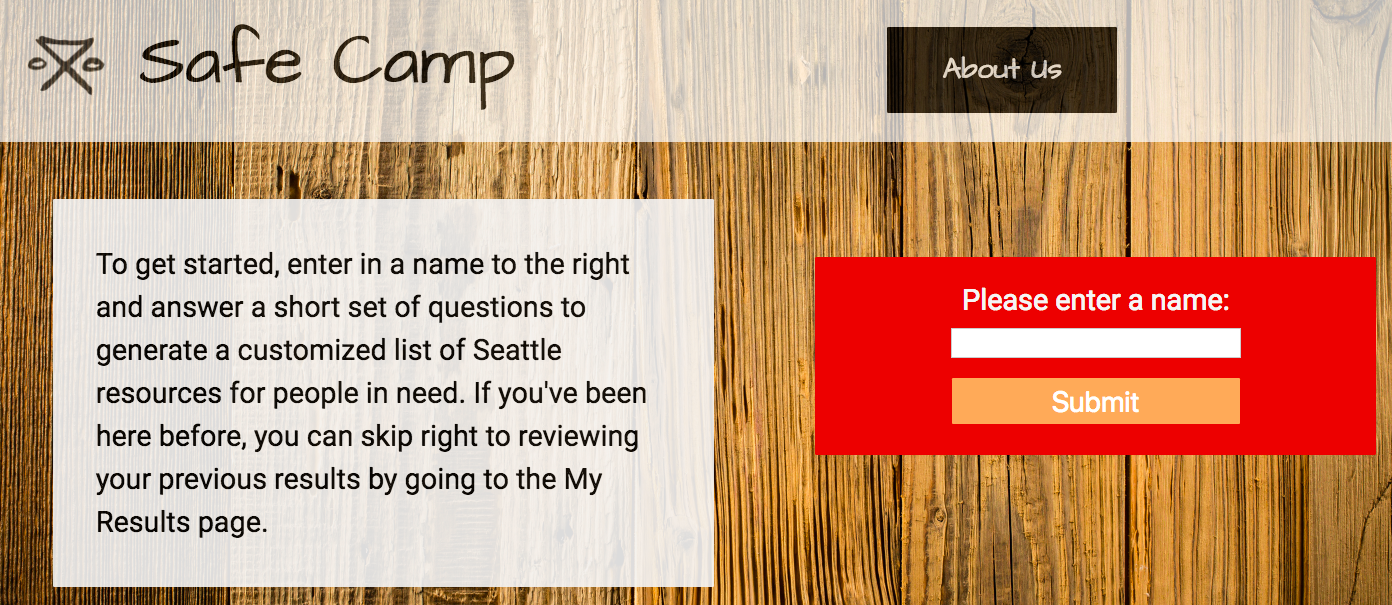 Safe Camp
About Us
To get started, enter in a name to the right
and answer a short set of questions to
generate a customized list of Seattle
resources for people in need. If you've been
here before, you can skip right to reviewing
your previous results by going to the My
Results page.
Please enter a name:
Submit